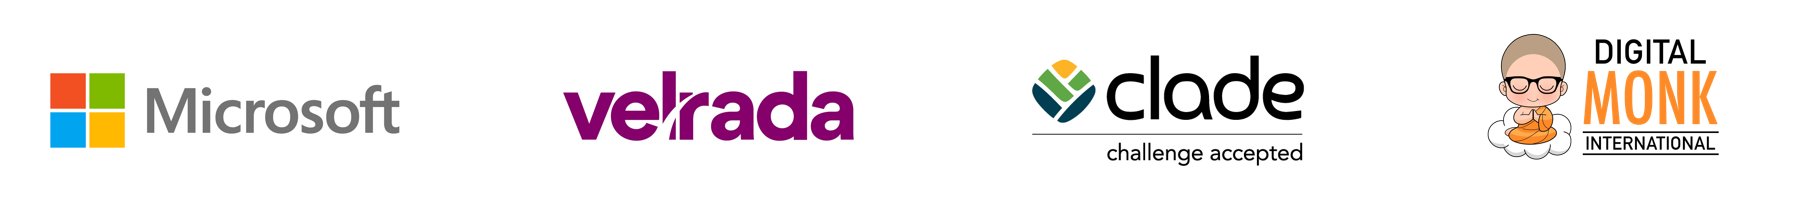 Microsoft
velrada
clade
challenge accepted
DIGITAL
MONK
INTERNATIONAL